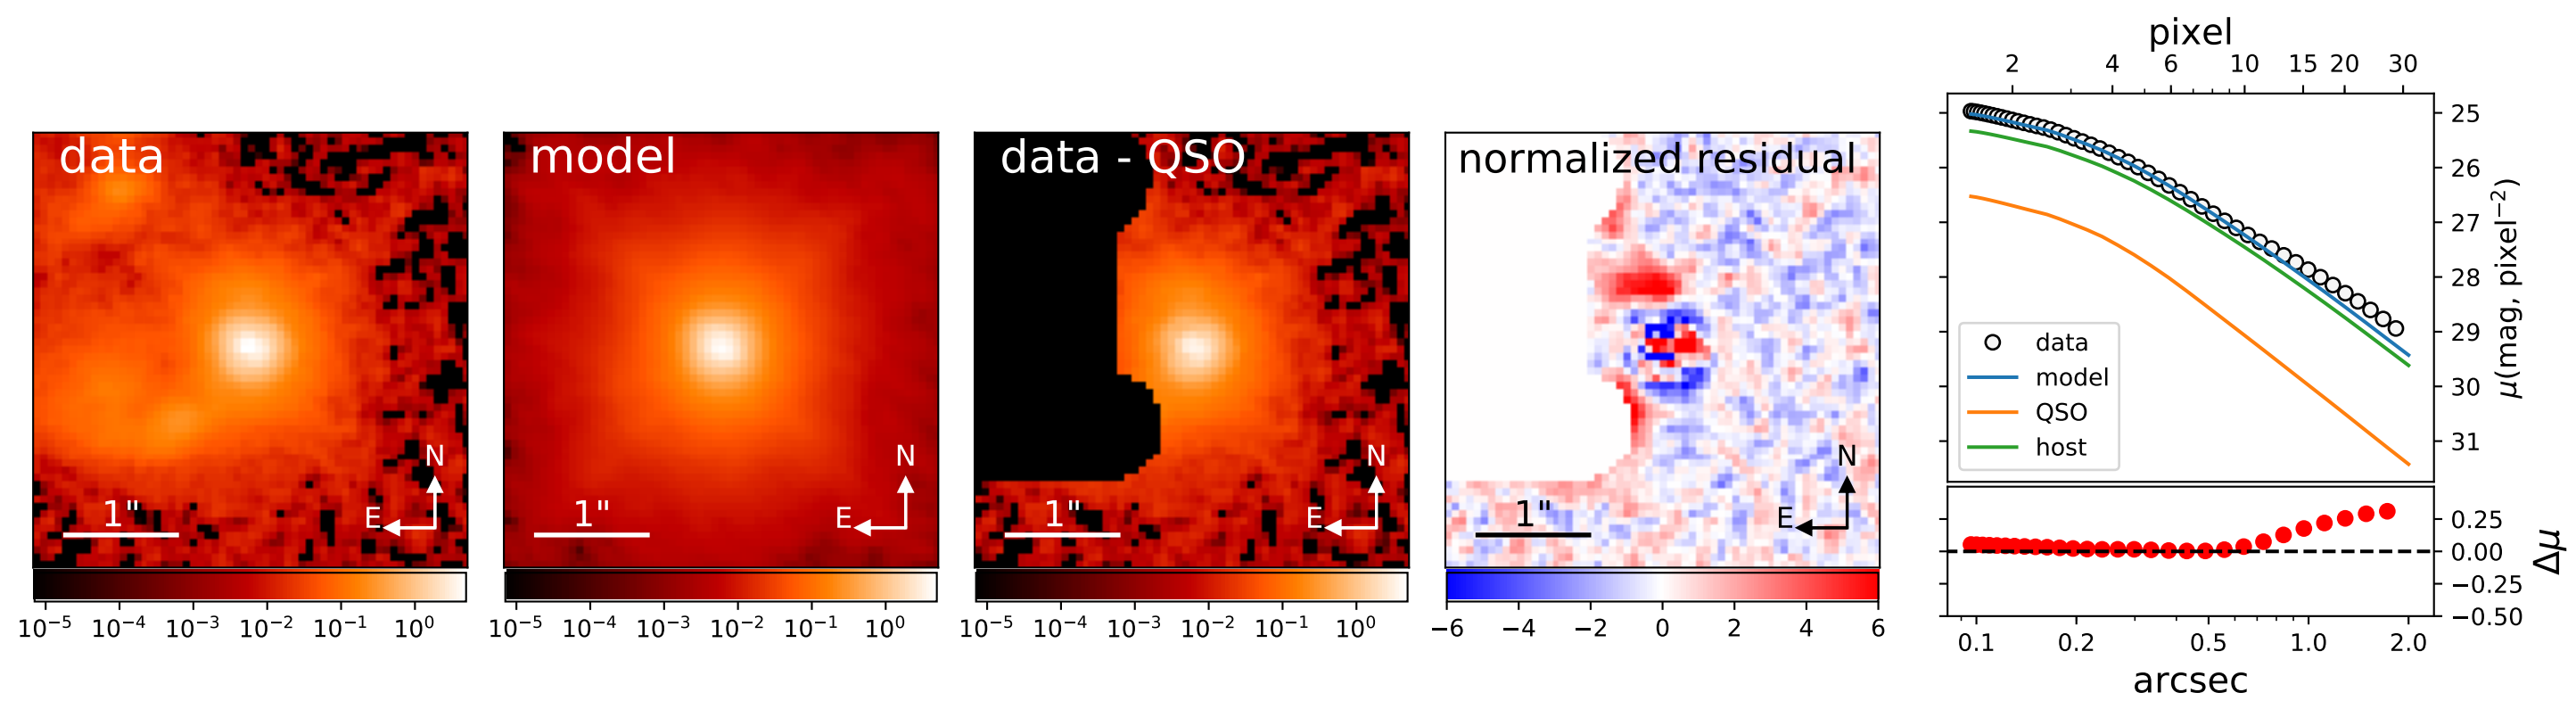 data
N
E
1"
10⁻⁵ 10⁻⁴ 10⁻³ 10⁻² 10⁻¹ 10⁰
model
N
E
1"
10⁻⁵ 10⁻⁴ 10⁻³ 10⁻² 10⁻¹ 10⁰
data - QSO
N
E
1"
10⁻⁵ 10⁻⁴ 10⁻³ 10⁻² 10⁻¹ 10⁰
normalized residual
N
E
1"
−6 −4 −2 0 2 4 6
pixel
2 4 6 10 15 20 30
25
26
27
28
29
30
31
μ(mag, pixel⁻²)
data
model
QSO
host
0.25
0.00
−0.25
−0.50
Δμ
0.1 0.2 0.5 1.0 2.0
arcsec